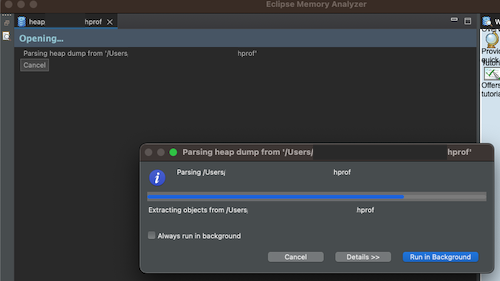 Eclipse Memory Analyzer
heap hprof
Opening...
Parsing heap dump from '/Users/ hprof'
Cancel
Provid
quick
Tutori
Offers
tutoria
Parsing heap dump from '/Users/ hprof'
Parsing /Users/ hprof
Extracting objects from /Users/ hprof
Always run in background
Cancel
Details >>
Run in Background